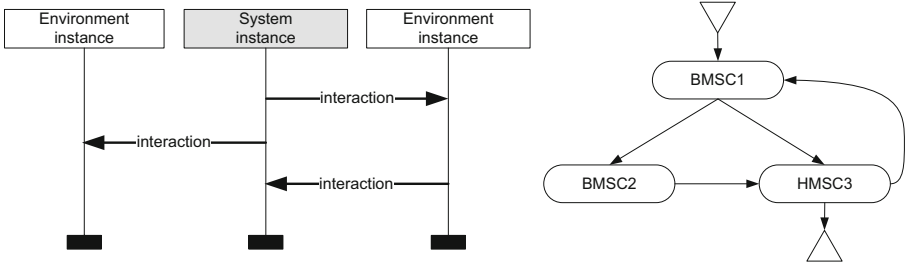 Environment
instance
System
instance
Environment
instance
interaction
interaction
interaction
BMSC1
BMSC2
HMSC3